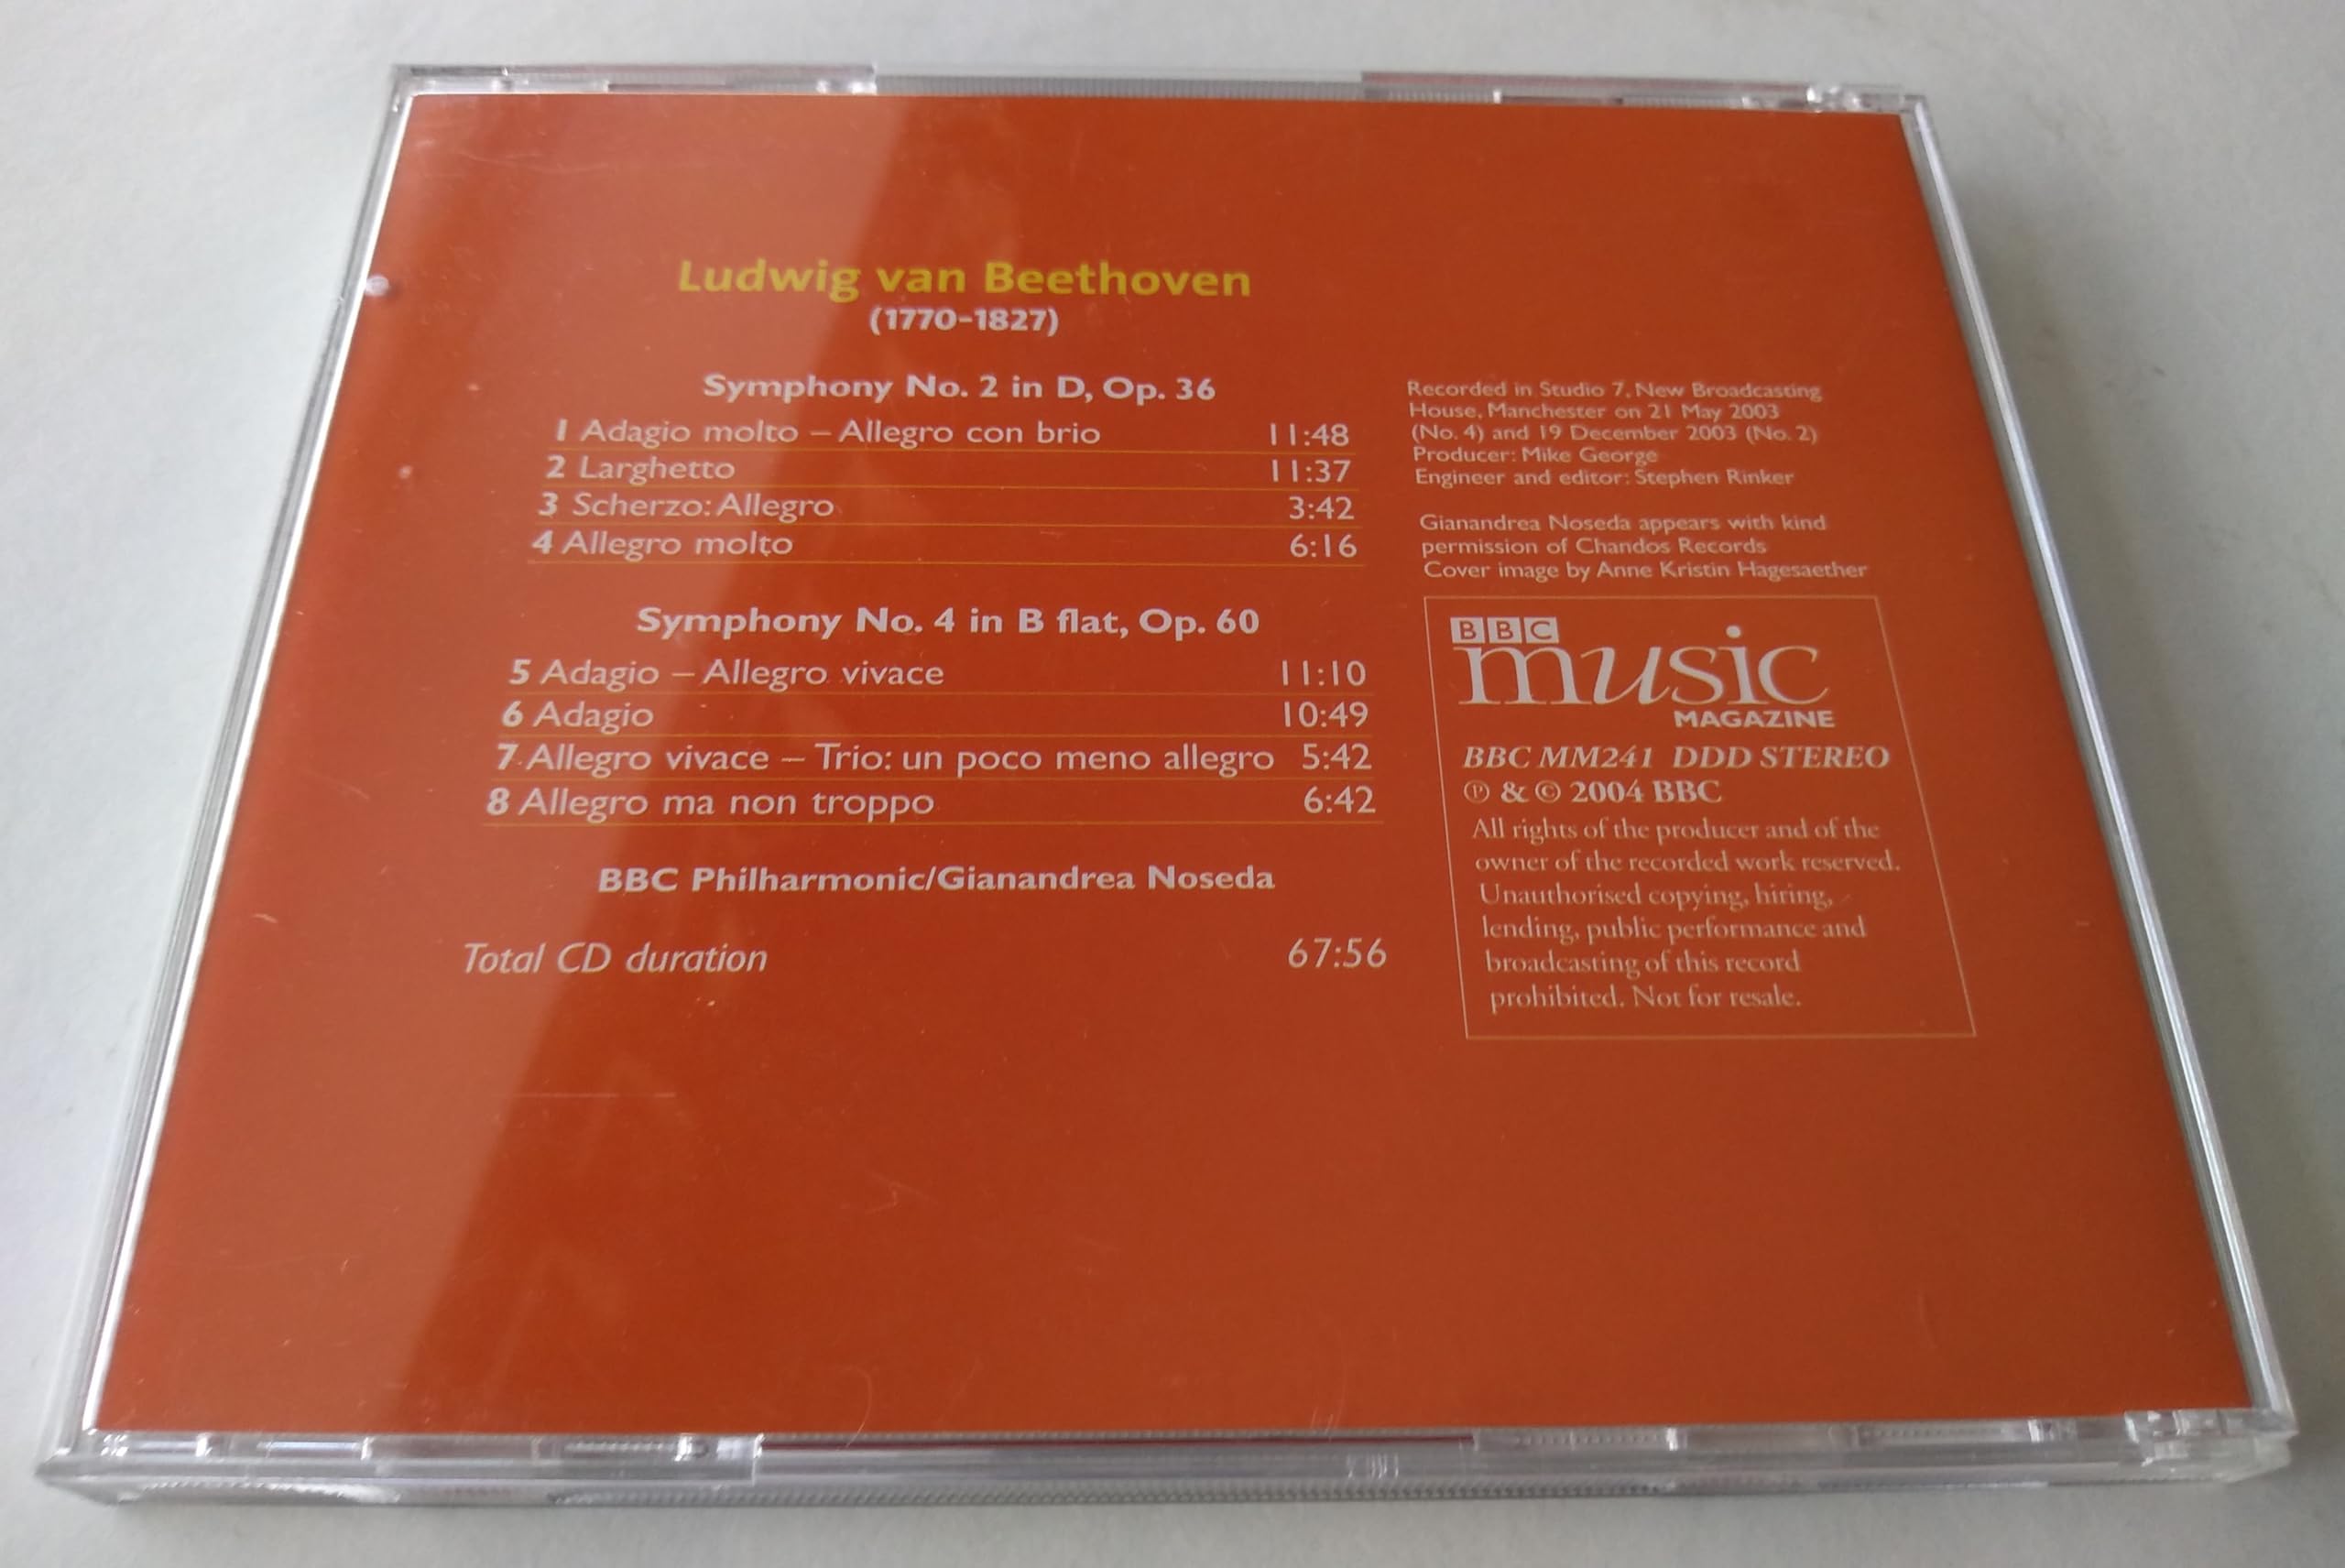 Ludwig van Beethoven
(1770-1827)
Symphony No. 2 in D, Op. 36
1 Adagio molto – Allegro con brio 11:48
2 Larghetto 11:37
3 Scherzo: Allegro 3:42
4 Allegro molto 6:16
Symphony No. 4 in B flat, Op. 60
5 Adagio – Allegro vivace 11:10
6 Adagio 10:49
7 Allegro vivace – Trio: un poco meno allegro 5:42
8 Allegro ma non troppo 6:42
BBC Philharmonic/Gianandrea Noseda
Total CD duration 67:56
Recorded in Studio 7, New Broadcasting
House, Manchester on 21 May 2003
(No. 4) and 19 December 2003 (No. 2)
Producer: Mike George
Engineer and editor: Stephen Rinker
Gianandrea Noseda appears with kind
permission of Chandos Records
Cover image by Anne Kristin Hagesaether
BBC
music
MAGAZINE
BBC MM241 DDD STEREO
℗ & © 2004 BBC
All rights of the producer and of the
owner of the recorded work reserved.
Unauthorised copying, hiring,
lending, public performance and
broadcasting of this record
prohibited. Not for resale.